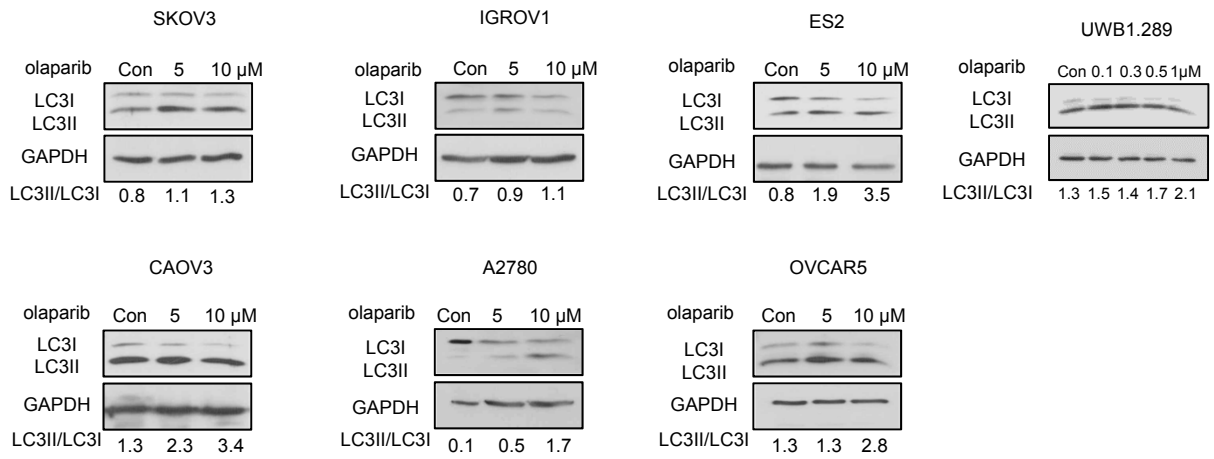 SKOV3
olaparib Con 5 10 µM
LC3I
LC3II
GAPDH
LC3II/LC3I 0.8 1.1 1.3
IGROV1
olaparib Con 5 10 µM
LC3I
LC3II
GAPDH
LC3II/LC3I 0.7 0.9 1.1
ES2
olaparib Con 5 10 µM
LC3I
LC3II
GAPDH
LC3II/LC3I 0.8 1.9 3.5
UWB1.289
olaparib Con 0.1 0.3 0.5 1µM
LC3I
LC3II
GAPDH
LC3II/LC3I 1.3 1.5 1.4 1.7 2.1
CAOV3
olaparib Con 5 10 µM
LC3I
LC3II
GAPDH
LC3II/LC3I 1.3 2.3 3.4
A2780
olaparib Con 5 10 µM
LC3I
LC3II
GAPDH
LC3II/LC3I 0.1 0.5 1.7
OVCAR5
olaparib Con 5 10 µM
LC3I
LC3II
GAPDH
LC3II/LC3I 1.3 1.3 2.8